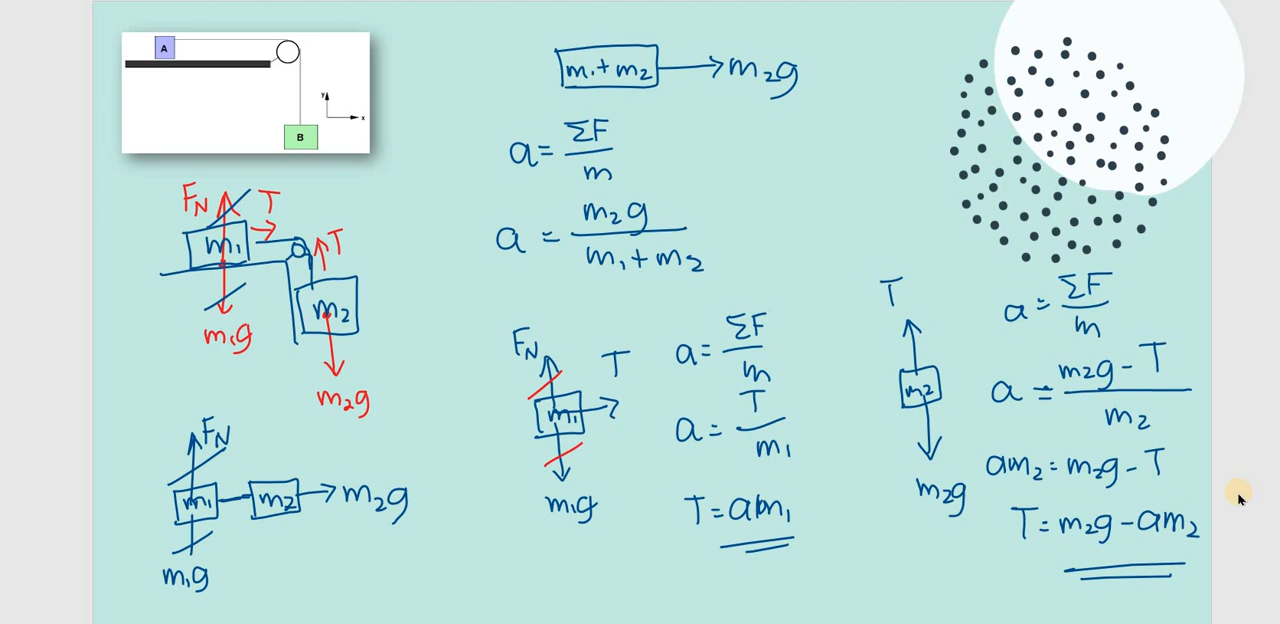 A
B
y
x
m₁+m₂ → m₂g
a = ΣF/m
a = m₂g/(m₁+m₂)
F_N
T
m₁
T
m₂
m₁g
m₂g
F_N
m₁
m₂ → m₂g
m₁g
F_N
T
m₁
m₁g
a = ΣF/m
a = T/m₁
T = am₁
T
m₂
m₂g
a = ΣF/m
a = (m₂g - T)/m₂
am₂ = m₂g - T
T = m₂g - am₂